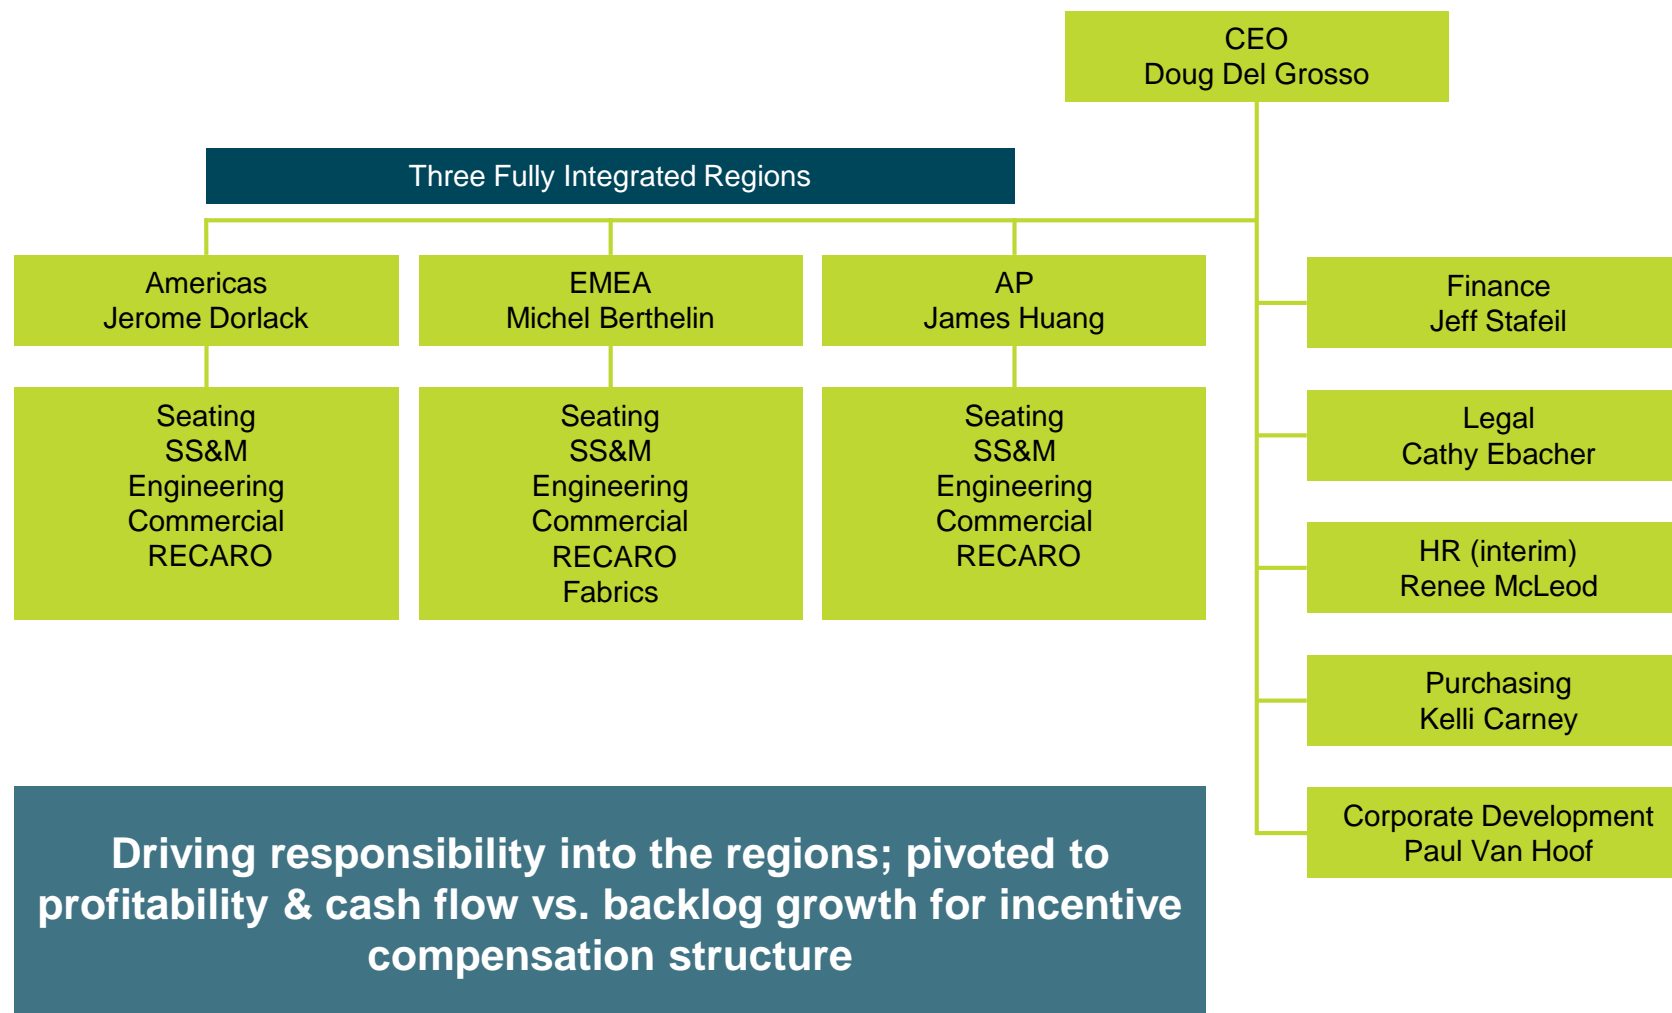 CEO
Doug Del Grosso
Three Fully Integrated Regions
Americas
Jerome Dorlack
EMEA
Michel Berthelin
AP
James Huang
Seating
SS&M
Engineering
Commercial
RECARO
Seating
SS&M
Engineering
Commercial
RECARO
Fabrics
Seating
SS&M
Engineering
Commercial
RECARO
Finance
Jeff Stafeil
Legal
Cathy Ebacher
HR (interim)
Renee McLeod
Purchasing
Kelli Carney
Corporate Development
Paul Van Hoof
Driving responsibility into the regions; pivoted to
profitability & cash flow vs. backlog growth for incentive
compensation structure